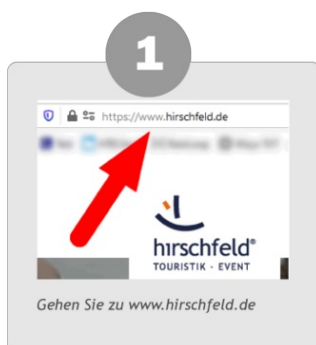 1
https://www.hirschfeld.de
hirschfeld®
TOURISTIK - EVENT
Gehen Sie zu www.hirschfeld.de